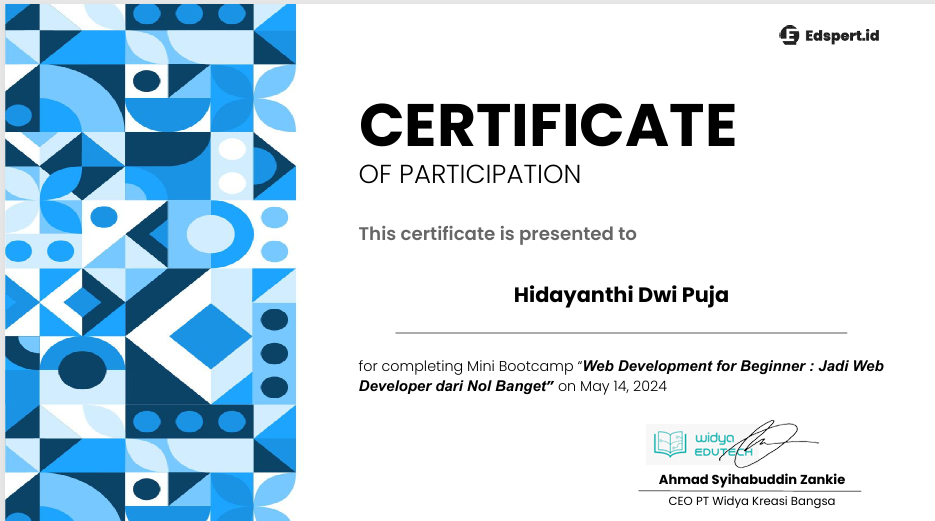 Edspert.id
CERTIFICATE
OF PARTICIPATION
This certificate is presented to
Hidayanthi Dwi Puja
for completing Mini Bootcamp “Web Development for Beginner : Jadi Web
Developer dari Nol Banget” on May 14, 2024
widya
EDUTECH
Ahmad Syihabuddin Zankie
CEO PT Widya Kreasi Bangsa